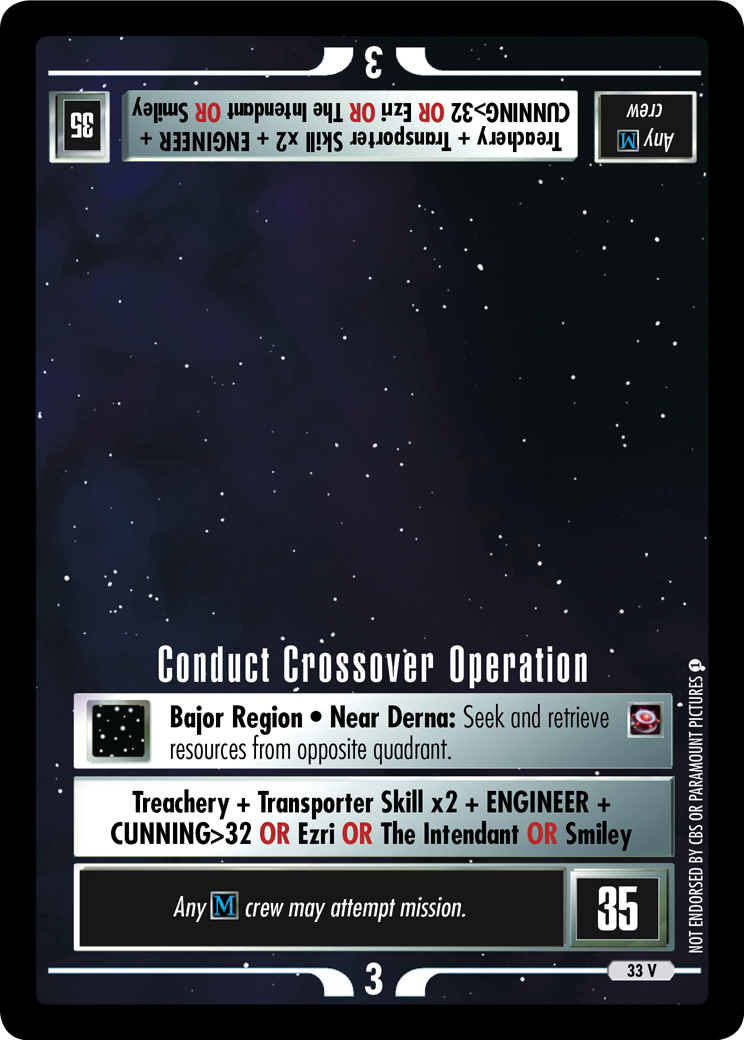 3
Treachery + Transporter Skill x2 + ENGINEER +
CUNNING>32 OR Ezri OR The Intendant OR Smiley
35
Any M
crew
Conduct Crossover Operation
Bajor Region • Near Derna: Seek and retrieve
resources from opposite quadrant.
Treachery + Transporter Skill x2 + ENGINEER +
CUNNING>32 OR Ezri OR The Intendant OR Smiley
Any M crew may attempt mission.
35
3
33 V
NOT ENDORSED BY CBS OR PARAMOUNT PICTURES 1